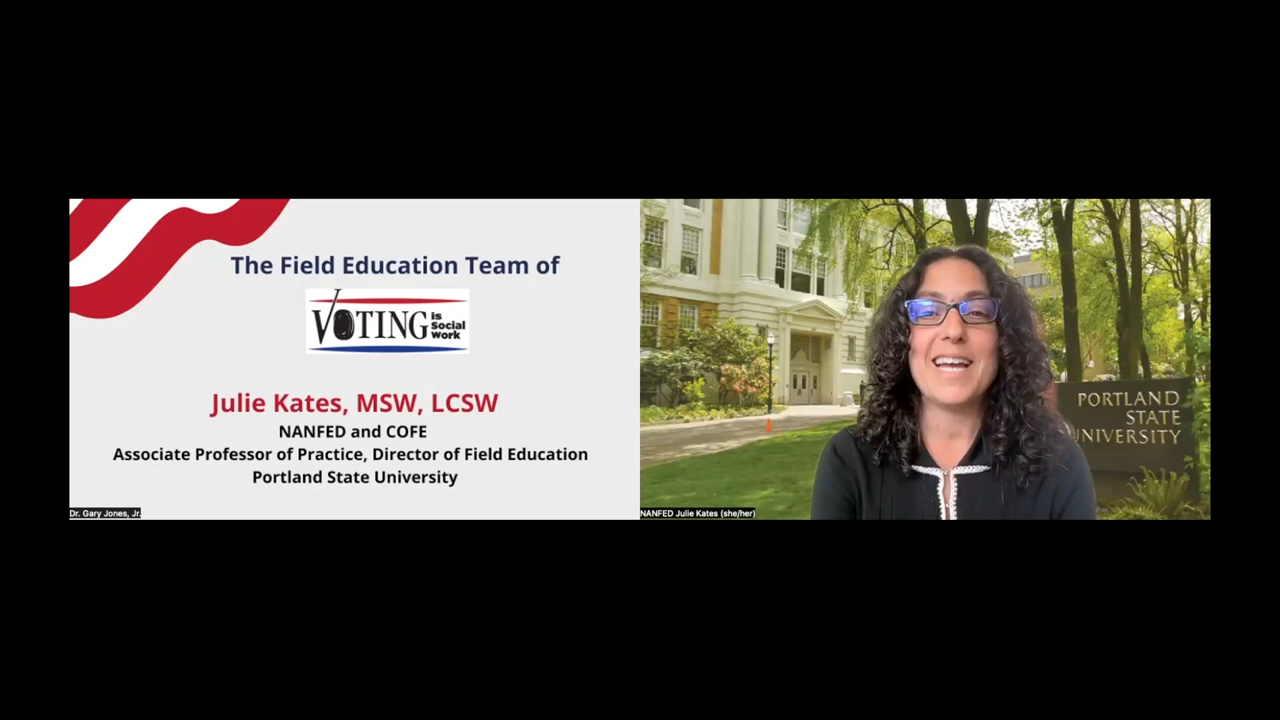 The Field Education Team of
VOTING is Social Work
Julie Kates, MSW, LCSW
NANFED and COFE
Associate Professor of Practice, Director of Field Education
Portland State University
Dr. Gary Jones, Jr.
PORTLAND
STATE
UNIVERSITY
NANFED Julie Kates (she/her)